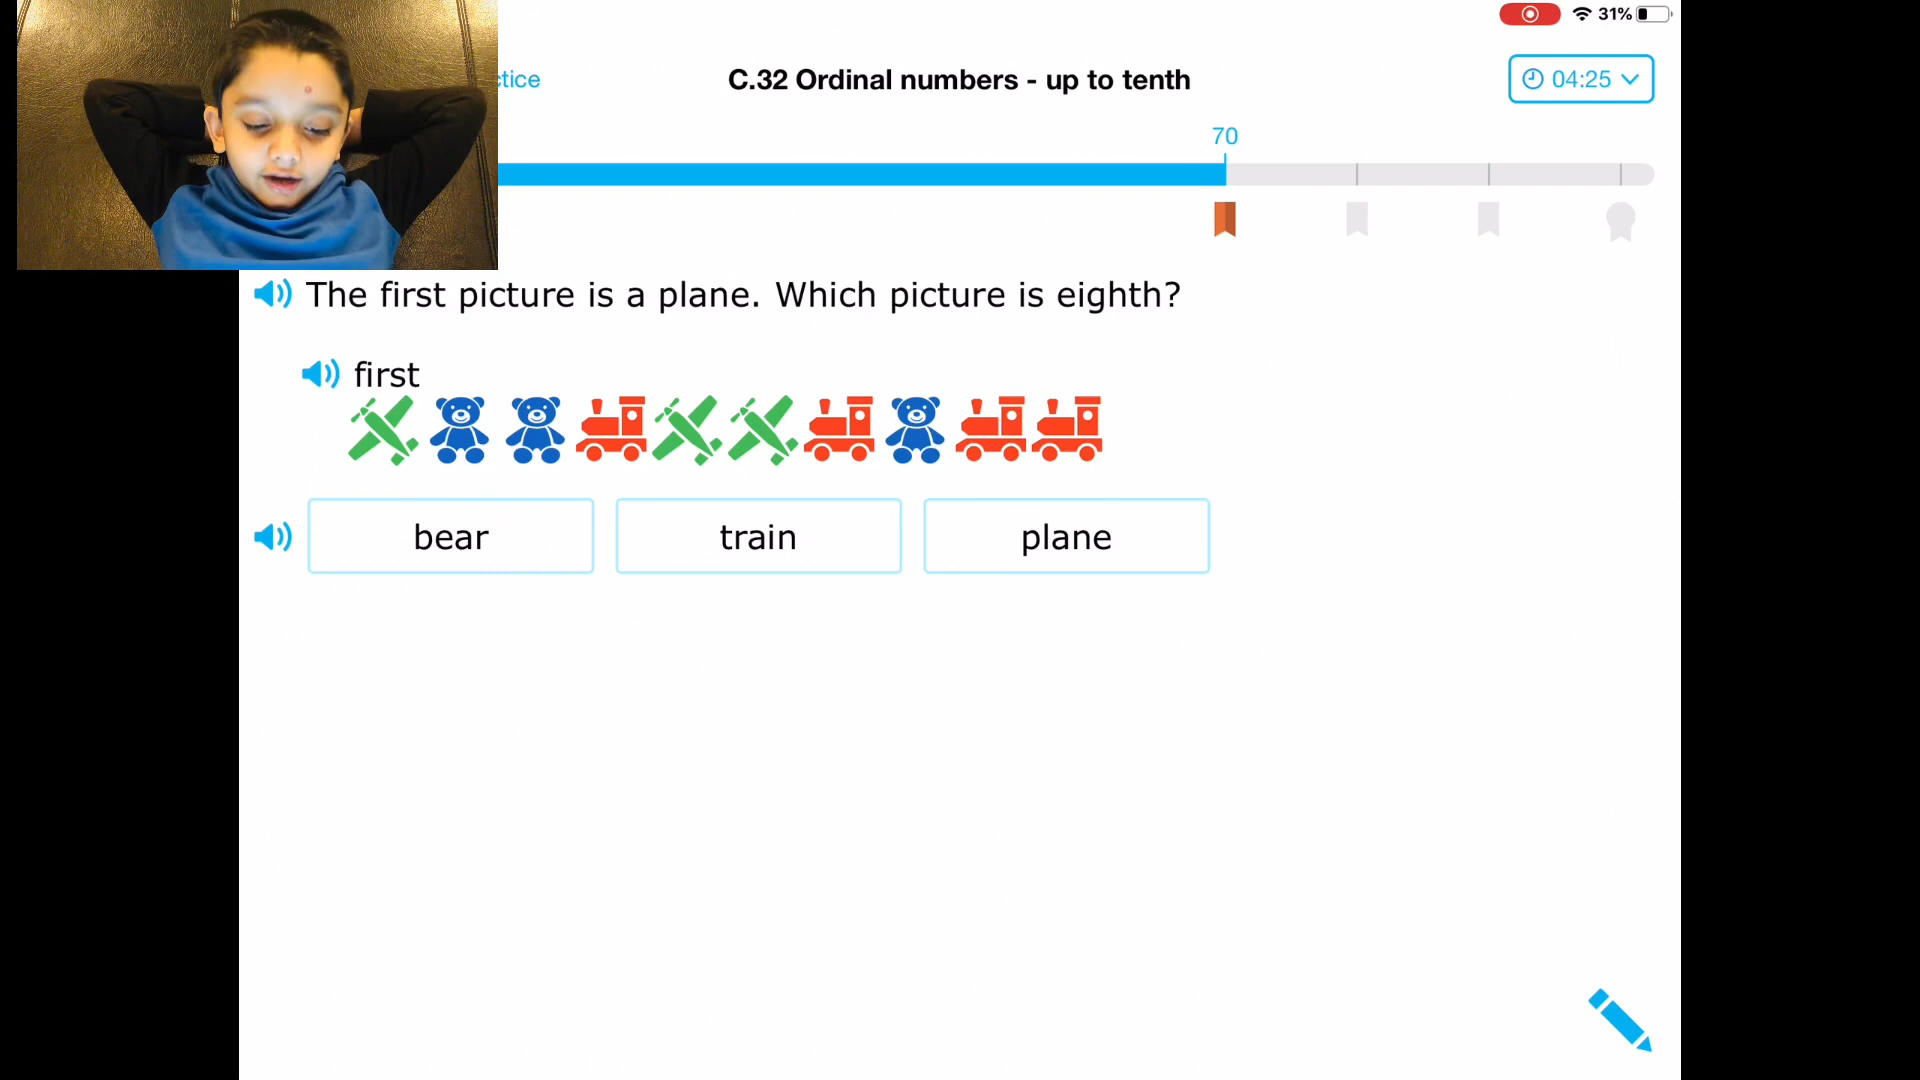 31%
ctice
C.32 Ordinal numbers - up to tenth
04:25
70
The first picture is a plane. Which picture is eighth?
first
bear train plane